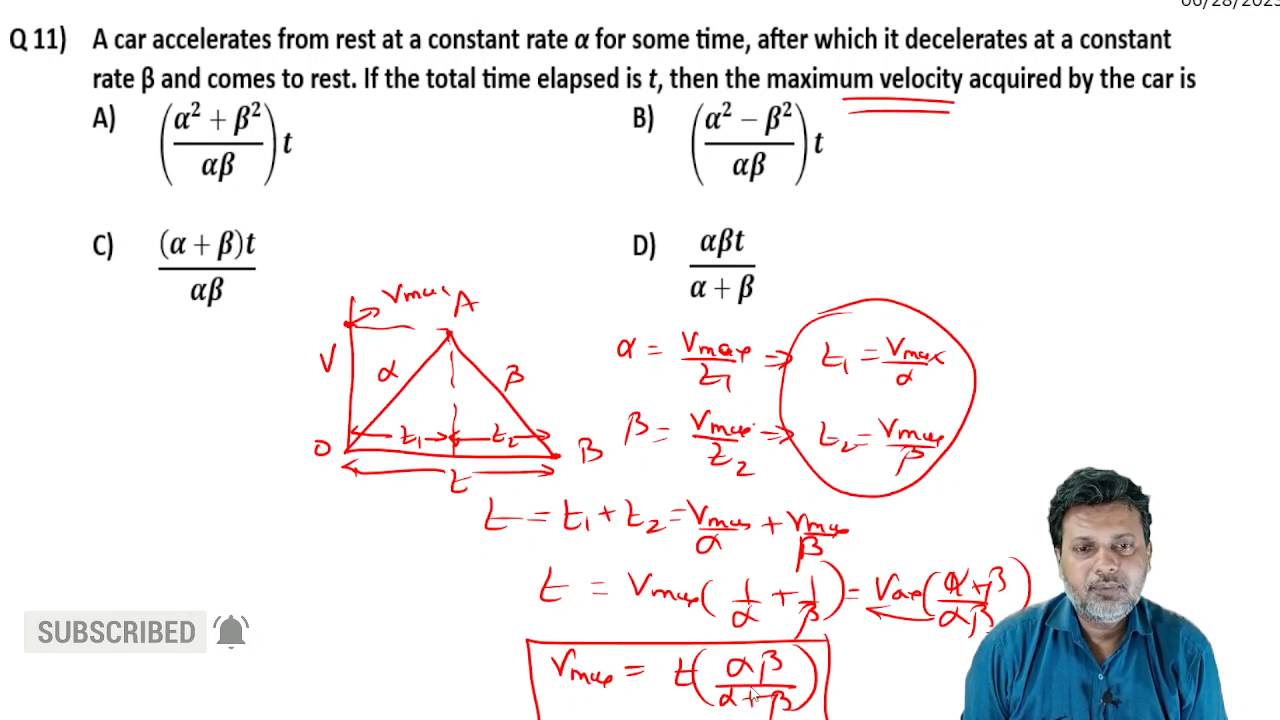 06/28/2025
Q 11) A car accelerates from rest at a constant rate α for some time, after which it decelerates at a constant
rate β and comes to rest. If the total time elapsed is t, then the maximum velocity acquired by the car is
A) ((α² + β²)/αβ) t
B) ((α² − β²)/αβ) t
C) (α + β)t/αβ
D) αβt/(α + β)
Vmax A
V α β
O t₁ t₂ B
t
α = Vmax/t₁ ⇒ t₁ = Vmax/α
β = Vmax/t₂ ⇒ t₂ = Vmax/β
t = t₁ + t₂ = Vmax/α + Vmax/β
t = Vmax(1/α + 1/β) = Vmax(α+β/αβ)
SUBSCRIBED
Vmax = t(αβ/α+β)